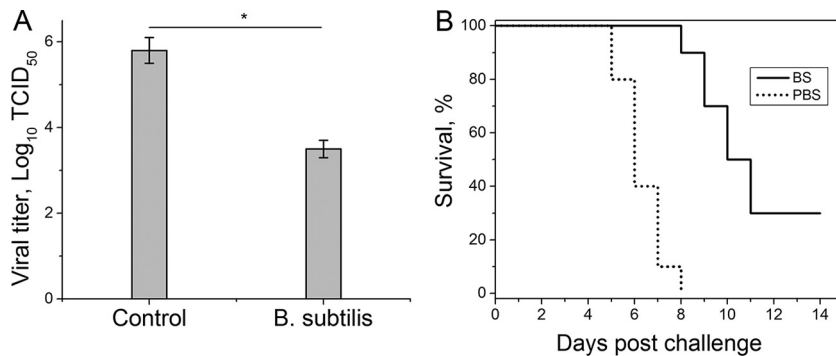 A
*
Viral titer, Log10 TCID50
6
4
2
0
Control
B. subtilis
B
Survival, %
100
80
60
40
20
0
BS
PBS
0 2 4 6 8 10 12 14
Days post challenge